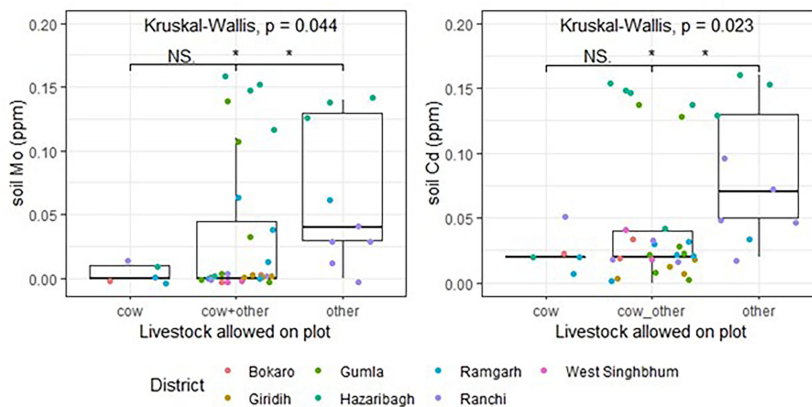 Kruskal-Wallis, p = 0.044
NS. * *
0.20
0.15
0.10
0.05
0.00
soil Mo (ppm)
cow cow+other other
Livestock allowed on plot
Kruskal-Wallis, p = 0.023
NS. * *
0.20
0.15
0.10
0.05
0.00
soil Cd (ppm)
cow cow_other other
Livestock allowed on plot
District
Bokaro Gumla Ramgarh West Singhbhum
Giridih Hazaribagh Ranchi